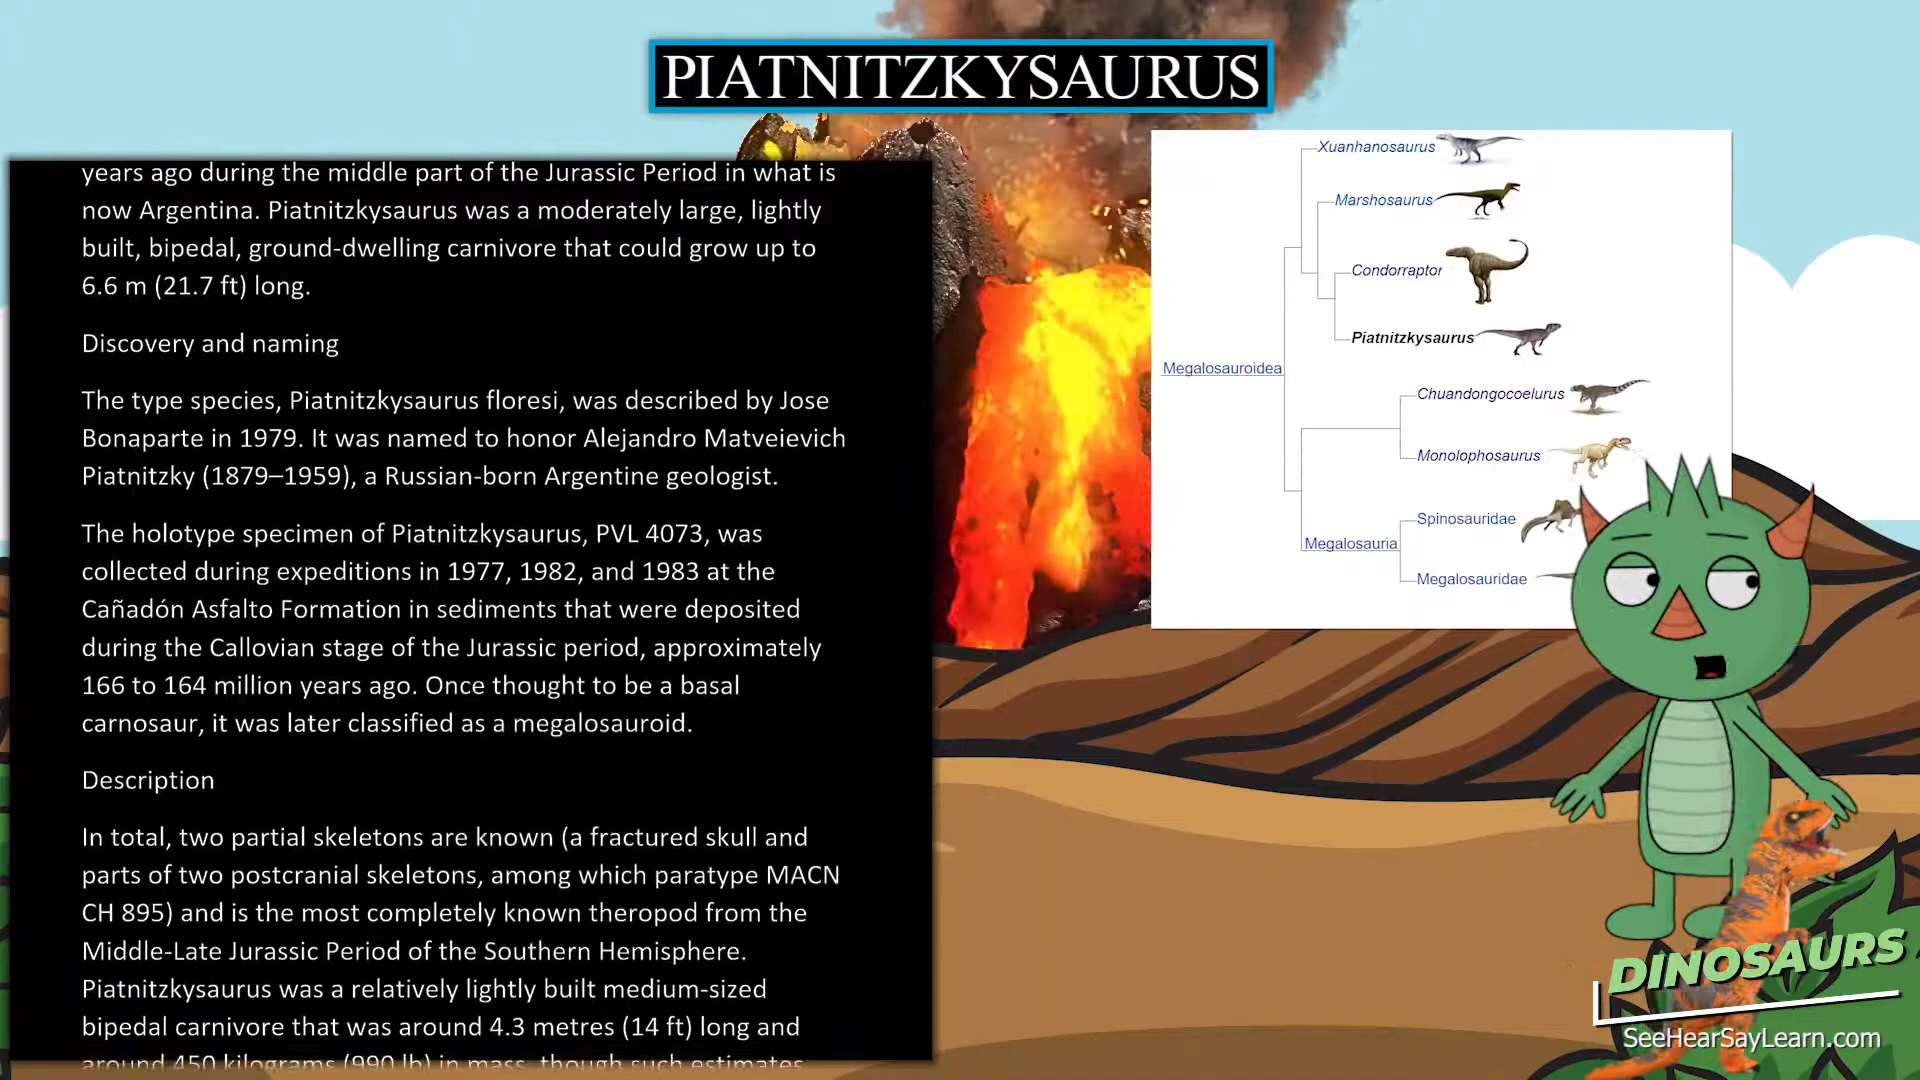 PIATNITZKYSAURUS
years ago during the middle part of the Jurassic Period in what is
now Argentina. Piatnitzkysaurus was a moderately large, lightly
built, bipedal, ground-dwelling carnivore that could grow up to
6.6 m (21.7 ft) long.
Discovery and naming
The type species, Piatnitzkysaurus floresi, was described by Jose
Bonaparte in 1979. It was named to honor Alejandro Matveievich
Piatnitzky (1879–1959), a Russian-born Argentine geologist.
The holotype specimen of Piatnitzkysaurus, PVL 4073, was
collected during expeditions in 1977, 1982, and 1983 at the
Cañadón Asfalto Formation in sediments that were deposited
during the Callovian stage of the Jurassic period, approximately
166 to 164 million years ago. Once thought to be a basal
carnosaur, it was later classified as a megalosauroid.
Description
In total, two partial skeletons are known (a fractured skull and
parts of two postcranial skeletons, among which paratype MACN
CH 895) and is the most completely known theropod from the
Middle-Late Jurassic Period of the Southern Hemisphere.
Piatnitzkysaurus was a relatively lightly built medium-sized
bipedal carnivore that was around 4.3 metres (14 ft) long and
around 450 kilograms (990 lb) in mass, though such estimates
Xuanhanosaurus
Marshosaurus
Condorraptor
Piatnitzkysaurus
Megalosauroidea
Chuandongocoelurus
Monolophosaurus
Spinosauridae
Megalosauria
Megalosauridae
DINOSAURS
SeeHearSayLearn.com